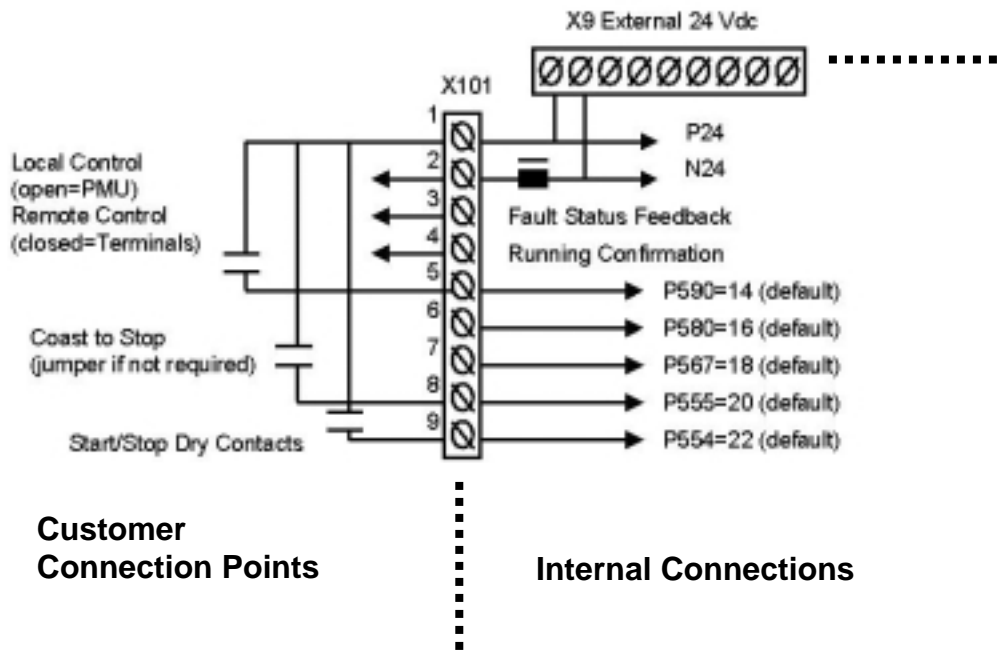 X9 External 24 Vdc
X101
1
2
3
4
5
6
7
8
9
P24
N24
Fault Status Feedback
Running Confirmation
P590=14 (default)
P580=16 (default)
P567=18 (default)
P555=20 (default)
P554=22 (default)
Local Control
(open=PMU)
Remote Control
(closed=Terminals)
Coast to Stop
(jumper if not required)
Start/Stop Dry Contacts
Customer
Connection Points
Internal Connections